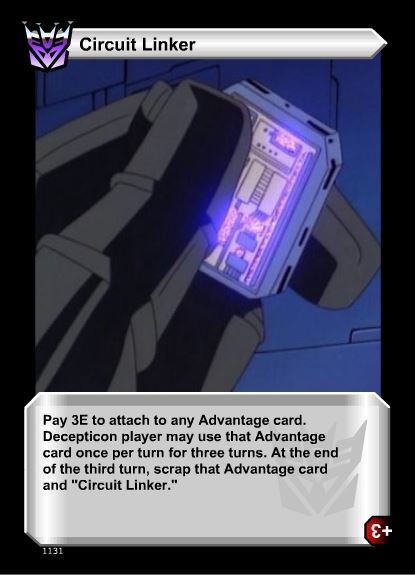 Circuit Linker
Pay 3E to attach to any Advantage card.
Decepticon player may use that Advantage
card once per turn for three turns. At the end
of the third turn, scrap that Advantage card
and "Circuit Linker."
3+
1131